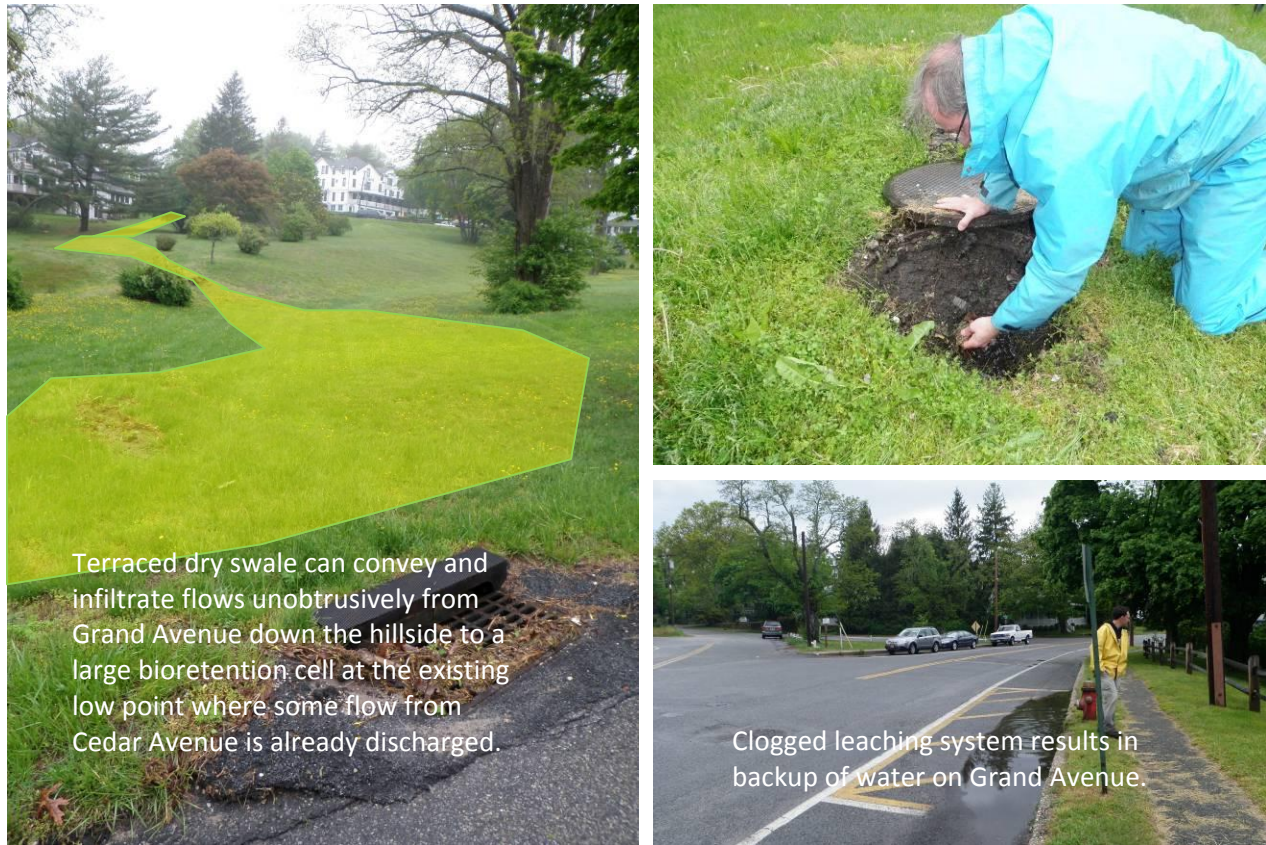 Terraced dry swale can convey and
infiltrate flows unobtrusively from
Grand Avenue down the hillside to a
large bioretention cell at the existing
low point where some flow from
Cedar Avenue is already discharged.
Clogged leaching system results in
backup of water on Grand Avenue.